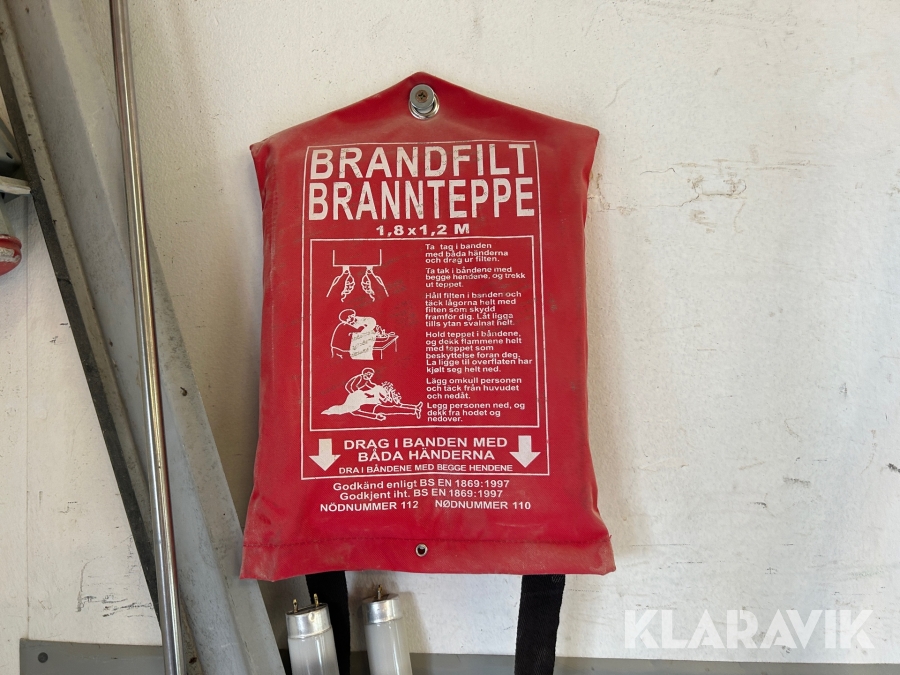 BRANDFILT
BRANNTEPPE
1,8 x 1,2 M
Ta tag i banden
med båda händerna
och drag ur filten.
Ta tak i båndene med
begge hendene, og trekk
ut teppet.
Håll filten i banden och
täck lågorna helt med
filten som skydd
framför dig. Låt ligga
tills ytan svalnat helt.
Hold teppet i båndene,
og dekk flammene helt
med teppet som
beskyttelse foran deg.
La ligge til overflaten har
kjølt seg helt ned.
Lägg omkull personen
och täck från huvudet
och nedåt.
Legg personen ned, og
dekk fra hodet og
nedover.
DRAG I BANDEN MED
BÅDA HÄNDERNA
DRA I BÅNDENE MED BEGGE HENDENE
Godkänd enligt BS EN 1869:1997
Godkjent iht. BS EN 1869:1997
NÖDNUMMER 112 NØDNUMMER 110
KLARAVIK